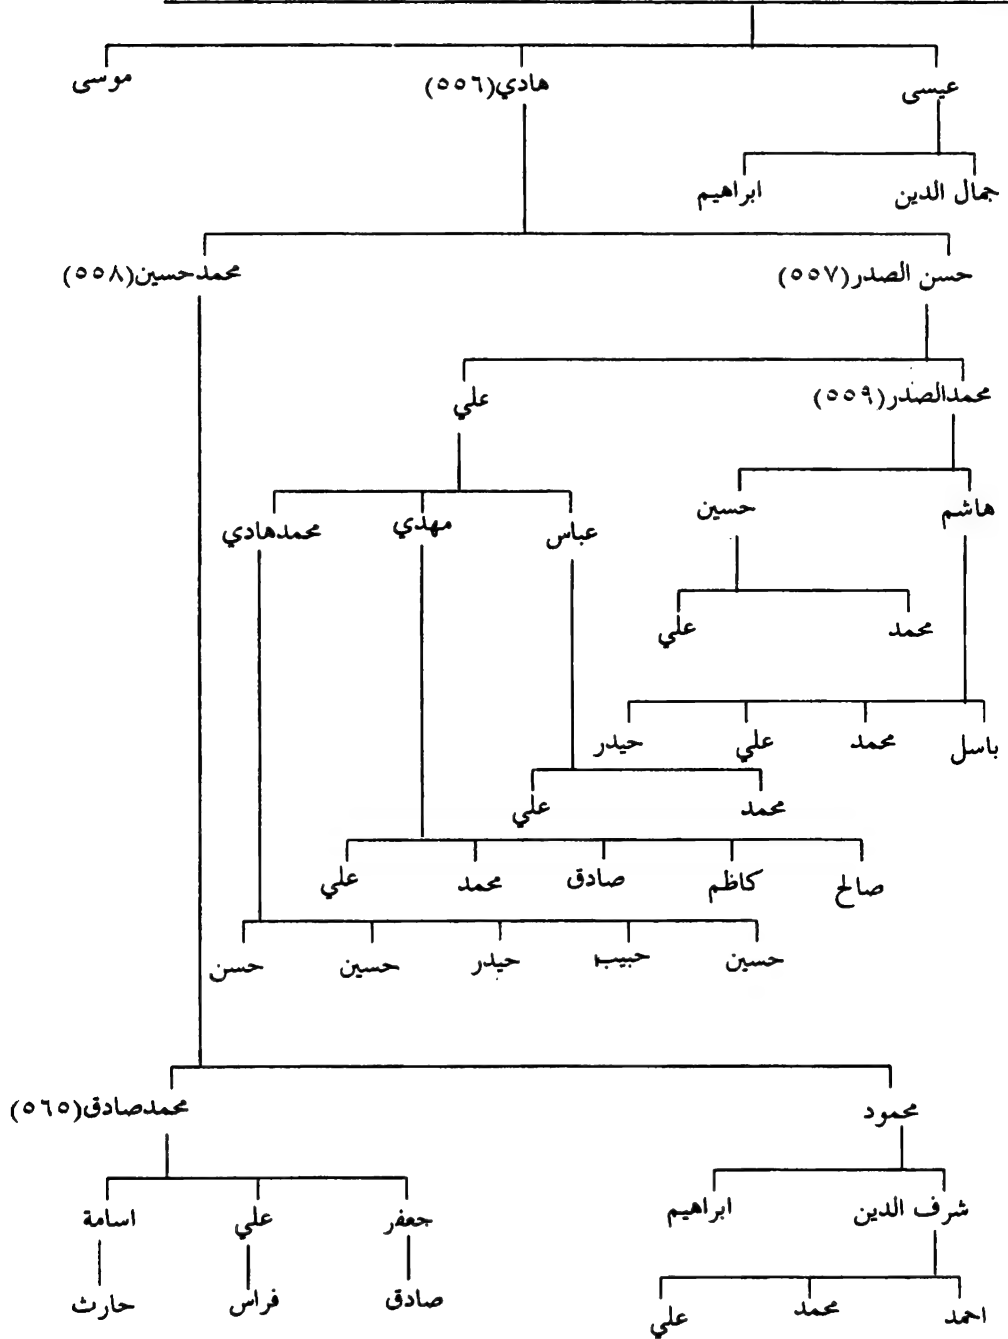 عيسى هادي(٥٥٦) موسى
جمال الدين ابراهيم
حسن الصدر(٥٥٧) محمدحسين(٥٥٨)
محمدالصدر(٥٥٩) علي
هاشم حسين عباس مهدي محمدهادي
محمد علي
باسل محمد علي حيدر
محمد علي
صالح كاظم صادق محمد علي
حسين حبيب حيدر حسين حسن
محمود محمدصادق(٥٦٥)
شرف الدين ابراهيم جعفر علي اسامة
احمد محمد علي صادق فراس حارث